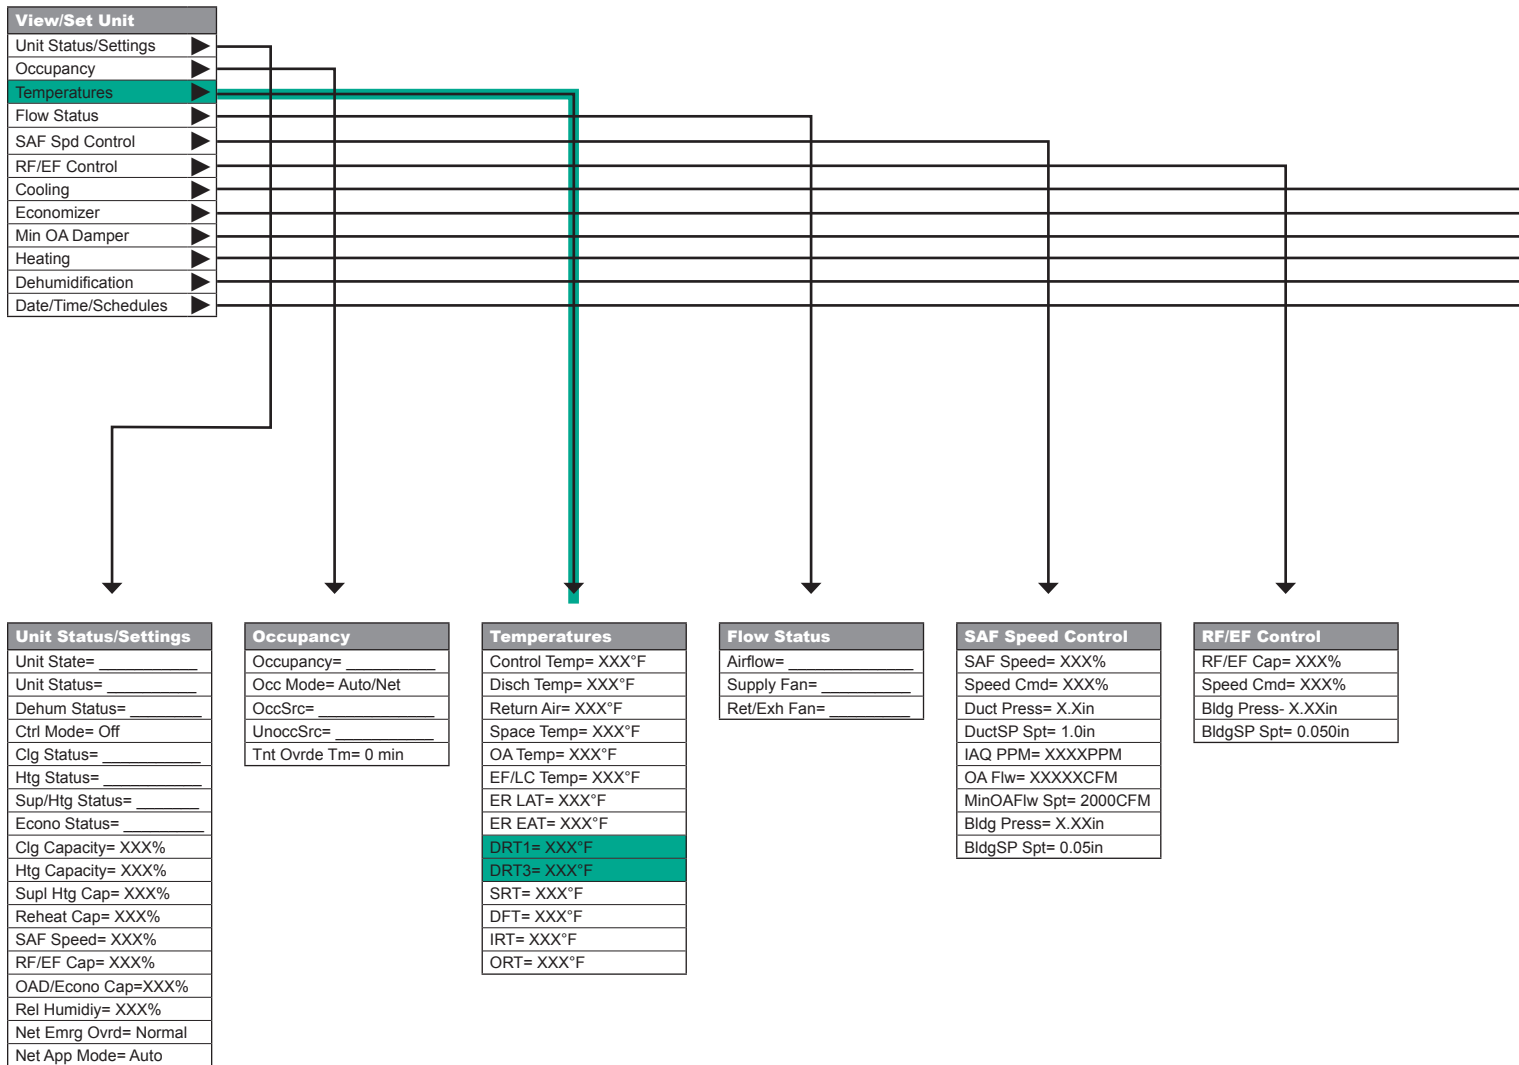 View/Set Unit
Unit Status/Settings
Occupancy
Temperatures
Flow Status
SAF Spd Control
RF/EF Control
Cooling
Economizer
Min OA Damper
Heating
Dehumidification
Date/Time/Schedules
Unit Status/Settings
Unit State= ___________
Unit Status= __________
Dehum Status= ________
Ctrl Mode= Off
Clg Status= ___________
Htg Status= ___________
Sup/Htg Status= _______
Econo Status= _________
Clg Capacity= XXX%
Htg Capacity= XXX%
Supl Htg Cap= XXX%
Reheat Cap= XXX%
SAF Speed= XXX%
RF/EF Cap= XXX%
OAD/Econo Cap=XXX%
Rel Humidiy= XXX%
Net Emrg Ovrd= Normal
Net App Mode= Auto
Occupancy
Occupancy= __________
Occ Mode= Auto/Net
OccSrc= _____________
UnoccSrc= ___________
Tnt Ovrde Tm= 0 min
Temperatures
Control Temp= XXX°F
Disch Temp= XXX°F
Return Air= XXX°F
Space Temp= XXX°F
OA Temp= XXX°F
EF/LC Temp= XXX°F
ER LAT= XXX°F
ER EAT= XXX°F
DRT1= XXX°F
DRT3= XXX°F
SRT= XXX°F
DFT= XXX°F
IRT= XXX°F
ORT= XXX°F
Flow Status
Airflow= ______________
Supply Fan= __________
Ret/Exh Fan= _________
SAF Speed Control
SAF Speed= XXX%
Speed Cmd= XXX%
Duct Press= X.Xin
DuctSP Spt= 1.0in
IAQ PPM= XXXXPPM
OA Flw= XXXXXCFM
MinOAFlw Spt= 2000CFM
Bldg Press= X.XXin
BldgSP Spt= 0.05in
RF/EF Control
RF/EF Cap= XXX%
Speed Cmd= XXX%
Bldg Press- X.XXin
BldgSP Spt= 0.050in